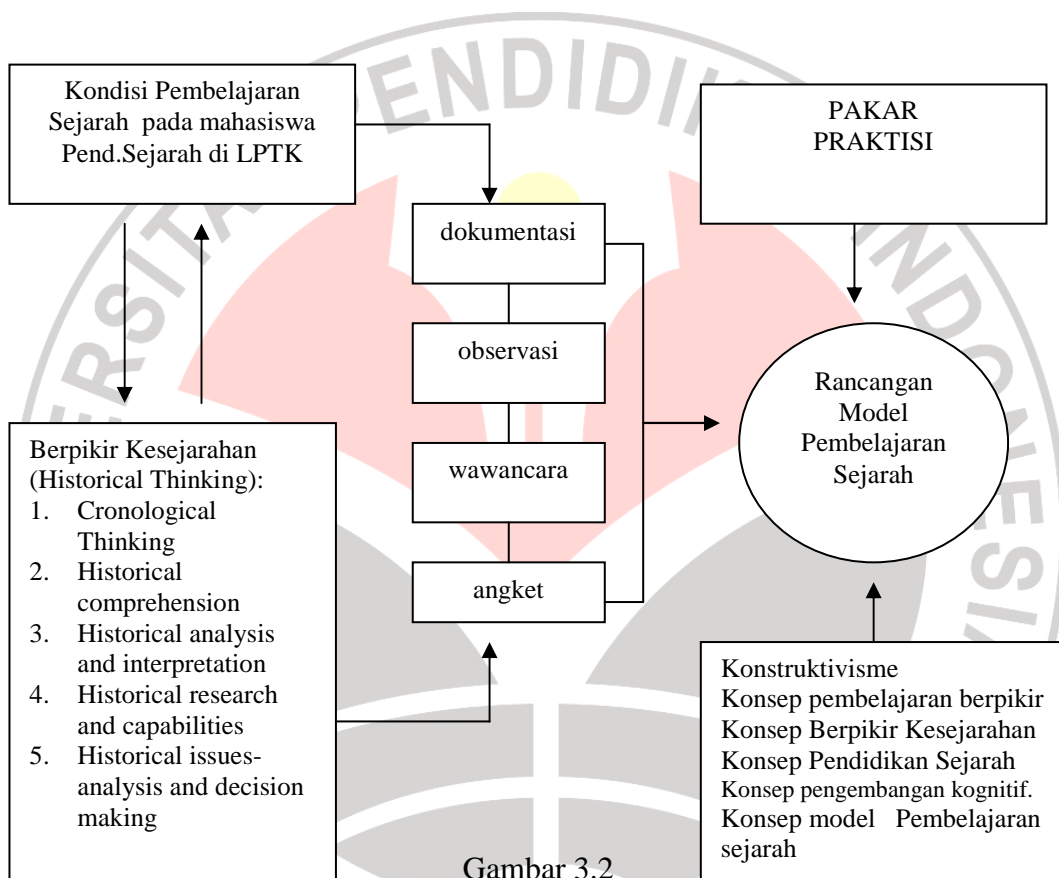 Kondisi Pembelajaran
Sejarah pada mahasiswa
Pend.Sejarah di LPTK
PAKAR
PRAKTISI
dokumentasi
observasi
wawancara
angket
Rancangan
Model
Pembelajaran
Sejarah
Berpikir Kesejarahan
(Historical Thinking):
1. Cronological
Thinking
2. Historical
comprehension
3. Historical analysis
and interpretation
4. Historical research
and capabilities
5. Historical issues-
analysis and decision
making
Konstruktivisme
Konsep pembelajaran berpikir
Konsep Berpikir Kesejarahan
Konsep Pendidikan Sejarah
Konsep pengembangan kognitif.
Konsep model Pembelajaran
sejarah
Gambar 3.2
INDONESIA